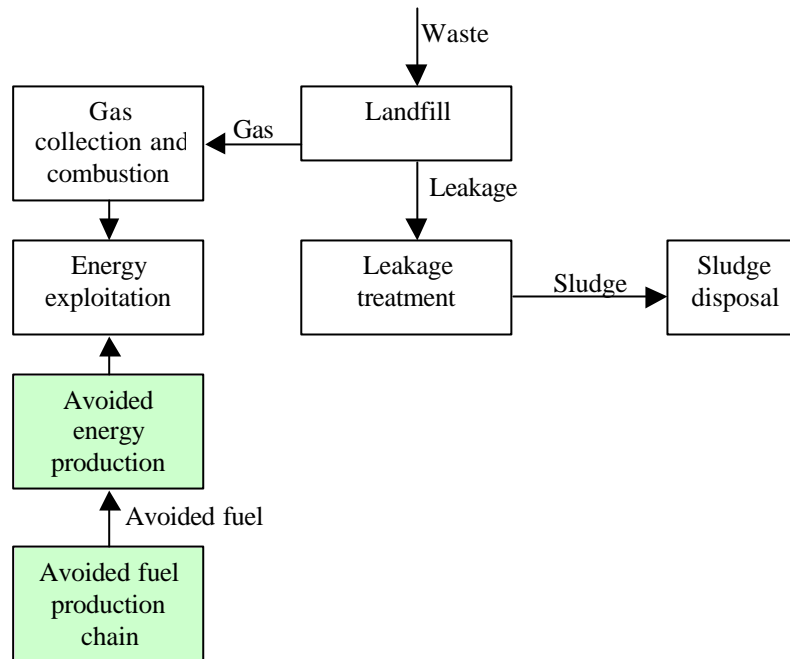 Waste
Gas
collection and
combustion
Gas
Landfill
Leakage
Energy
exploitation
Leakage
treatment
Sludge
Sludge
disposal
Avoided
energy
production
Avoided fuel
Avoided fuel
production
chain